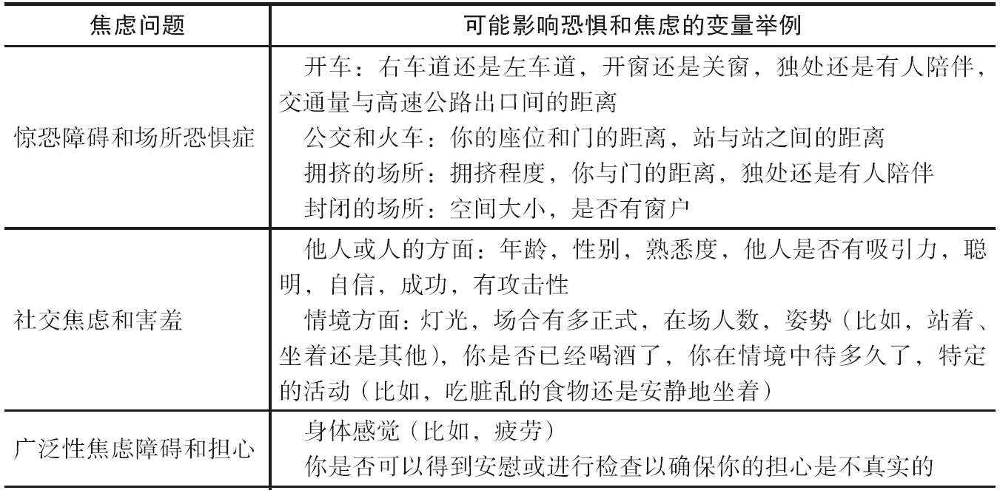 焦虑问题
可能影响恐惧和焦虑的变量举例
惊恐障碍和场所恐惧症
开车：右车道还是左车道，开窗还是关窗，独处还是有人陪伴，
交通量与高速公路出口间的距离
公交和火车：你的座位和门的距离，站与站之间的距离
拥挤的场所：拥挤程度，你与门的距离，独处还是有人陪伴
封闭的场所：空间大小，是否有窗户
社交焦虑和害羞
他人或人的方面：年龄，性别，熟悉度，他人是否有吸引力，聪
明，自信，成功，有攻击性
情境方面：灯光，场合有多正式，在场人数，姿势（比如，站着、
坐着还是其他），你是否已经喝酒了，你在情境中待多久了，特定
的活动（比如，吃脏乱的食物还是安静地坐着）
广泛性焦虑障碍和担心
身体感觉（比如，疲劳）
你是否可以得到安慰或进行检查以确保你的担心是不真实的